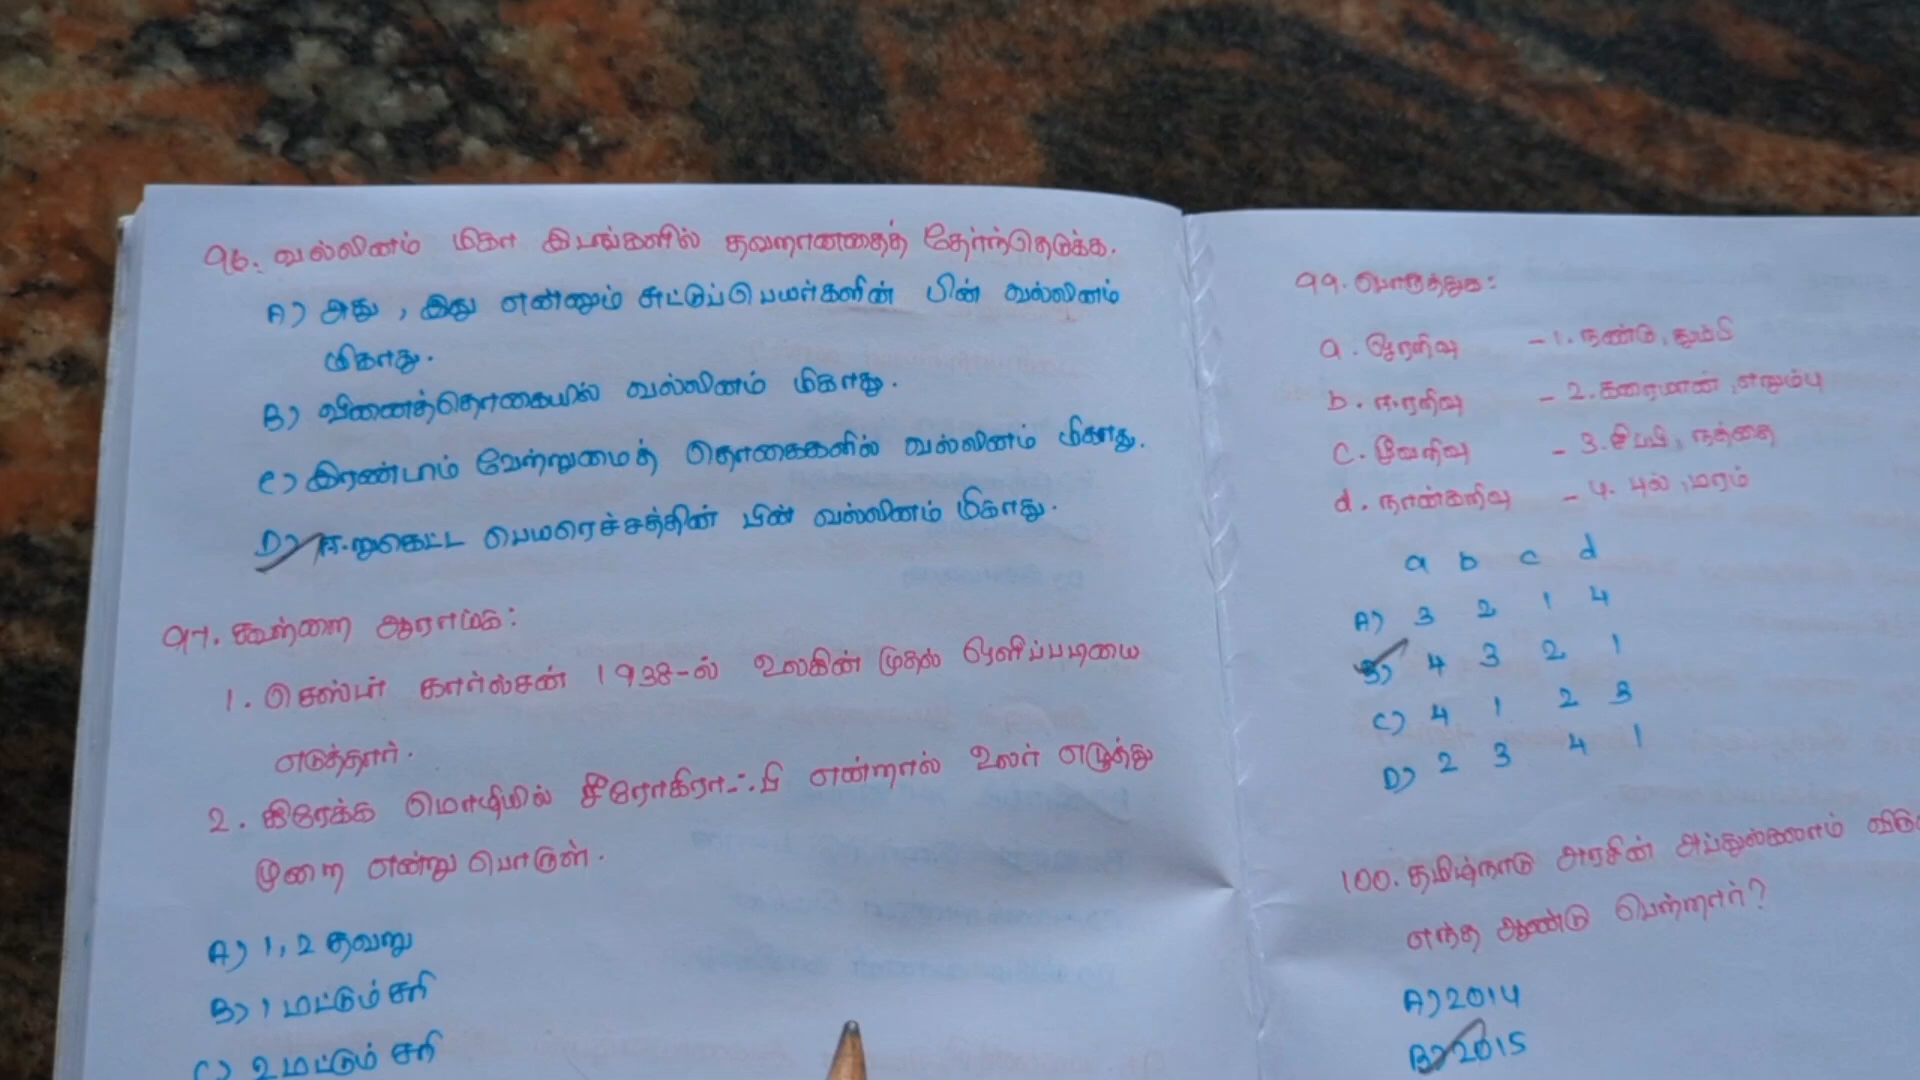 96. வல்லினம் மிகா இடங்களில் தவறானதைத் தேர்ந்தெடுக்க.
A) அது, இது என்னும் சுட்டுப்பெயர்களின் பின் வல்லினம்
மிகாது.
B) வினைத்தொகையில் வல்லினம் மிகாது.
C) இரண்டாம் வேற்றுமைத் தொகைகளில் வல்லினம் மிகாது.
D) ஈறுகெட்ட பெயரெச்சத்தின் பின் வல்லினம் மிகாது.
97. கூற்றை ஆராய்க:
1. செஸ்டர் கார்ல்சன் 1938-ல் உலகின் முதல் ஒளிப்படியை
எடுத்தார்.
2. கிரேக்க மொழியில் சீரோகிராஃபி என்றால் உலர் எழுத்து
முறை என்று பொருள்.
A) 1, 2 தவறு
B) 1 மட்டும் சரி
C) 2 மட்டும் சரி
99. பொருத்துக:
a. ஓரறிவு - 1. நண்டு, தும்பி
b. ஈரறிவு - 2. கரையான், எறும்பு
c. மூவறிவு - 3. சிப்பி, நத்தை
d. நான்கறிவு - 4. புல், மரம்
a b c d
A) 3 2 1 4
B) 4 3 2 1
C) 4 1 2 3
D) 2 3 4 1
100. தமிழ்நாடு அரசின் அப்துல்கலாம்
எந்த ஆண்டு பெற்றார்?
A) 2014
B) 2015